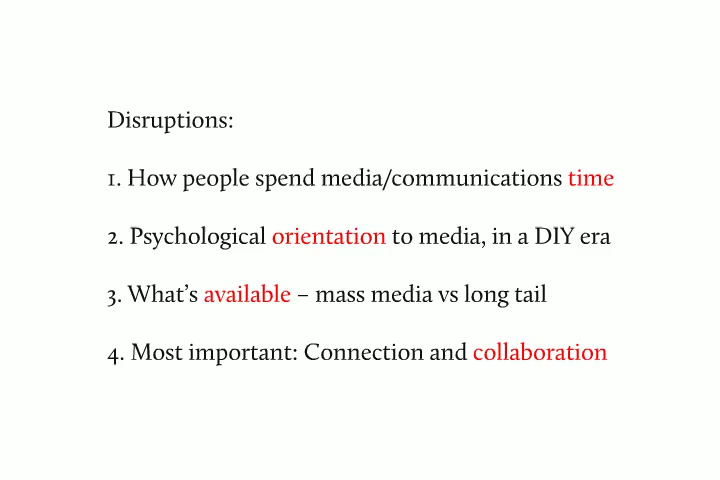 Disruptions:
1. How people spend media/communications time
2. Psychological orientation to media, in a DIY era
3. What’s available – mass media vs long tail
4. Most important: Connection and collaboration